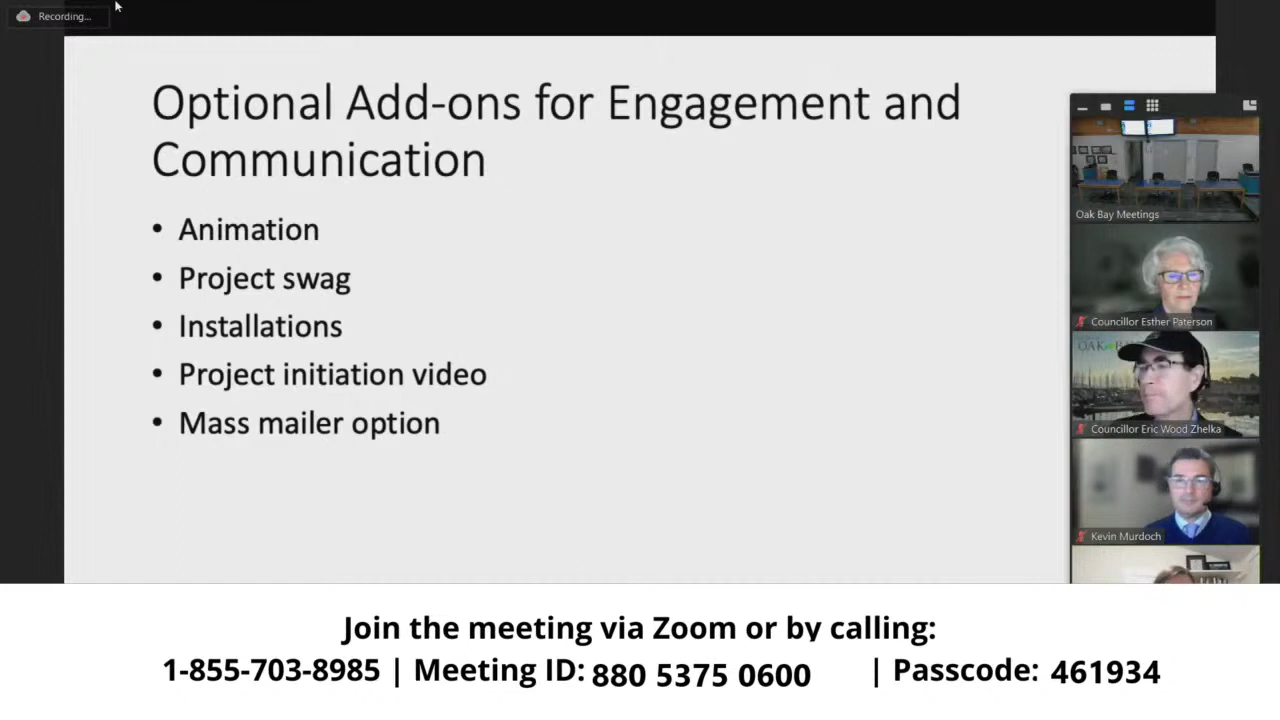 Recording...
Optional Add-ons for Engagement and
Communication
• Animation
• Project swag
• Installations
• Project initiation video
• Mass mailer option
Oak Bay Meetings
Councillor Esther Paterson
OAK BAY
Councillor Eric Wood Zhelka
Kevin Murdoch
Join the meeting via Zoom or by calling:
1-855-703-8985 | Meeting ID: 880 5375 0600 | Passcode: 461934